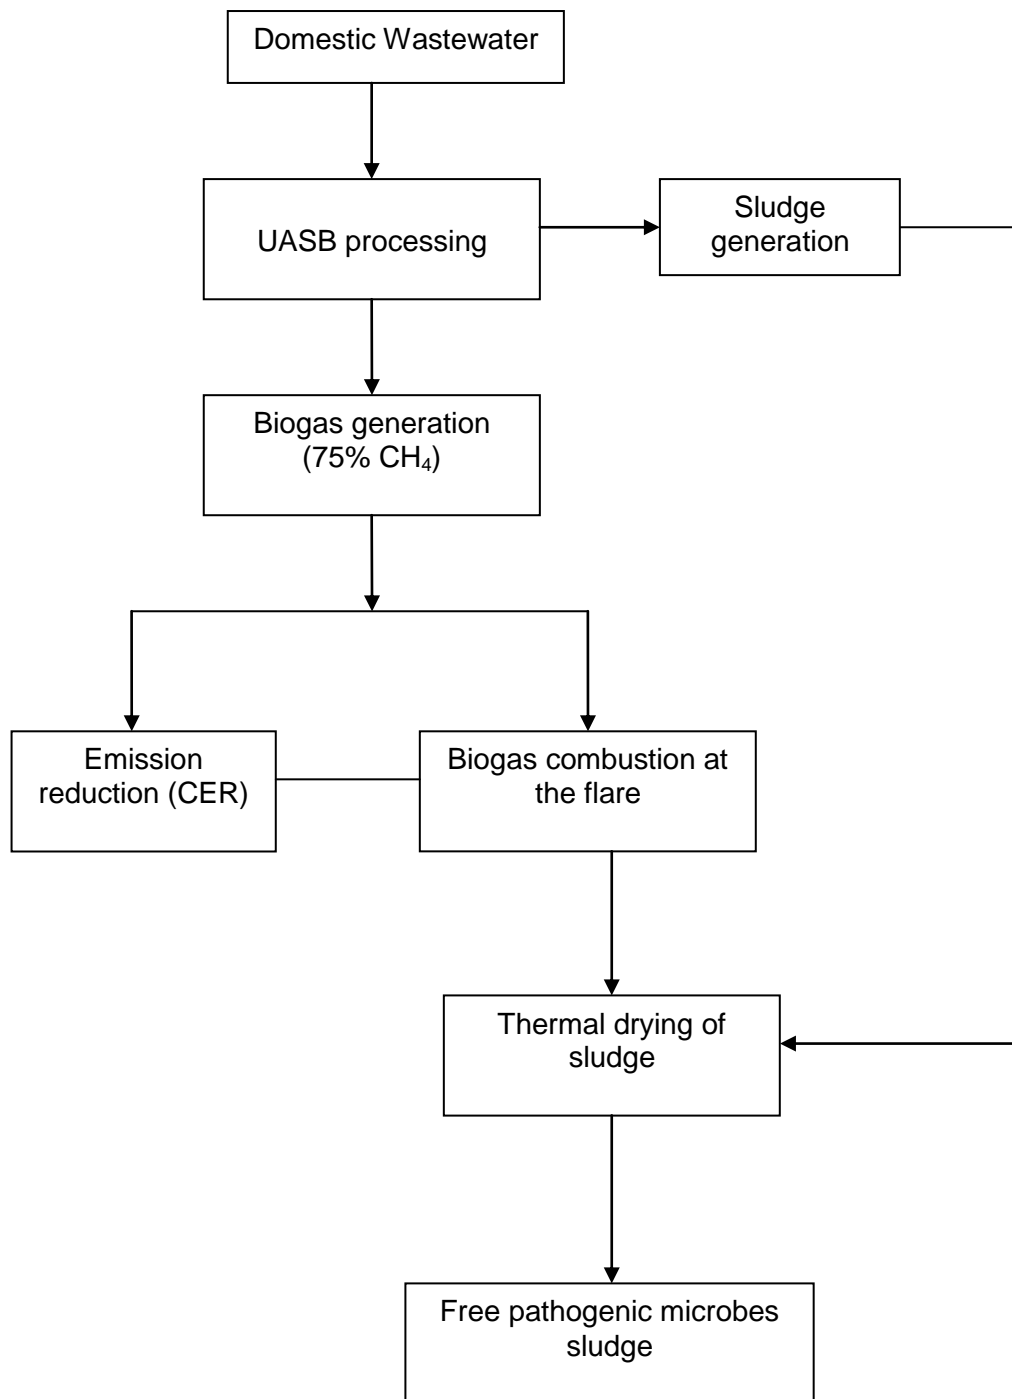 Domestic Wastewater
UASB processing
Sludge
generation
Biogas generation
(75% CH₄)
Emission
reduction (CER)
Biogas combustion at
the flare
Thermal drying of
sludge
Free pathogenic microbes
sludge